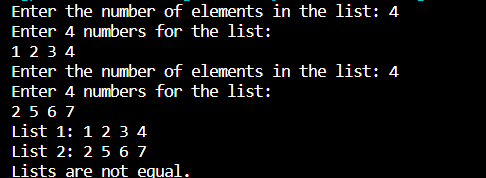 Enter the number of elements in the list: 4
Enter 4 numbers for the list:
1 2 3 4
Enter the number of elements in the list: 4
Enter 4 numbers for the list:
2 5 6 7
List 1: 1 2 3 4
List 2: 2 5 6 7
Lists are not equal.